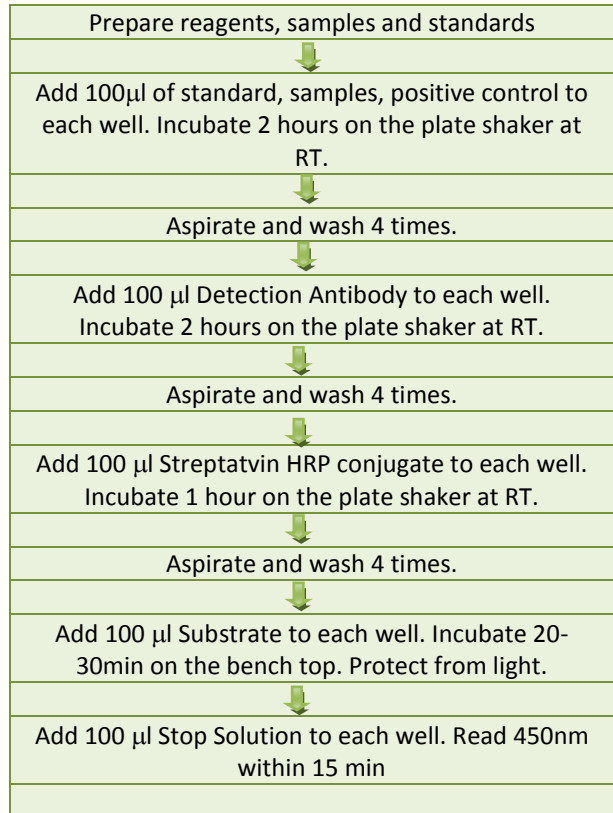 Prepare reagents, samples and standards
Add 100μl of standard, samples, positive control to
each well. Incubate 2 hours on the plate shaker at
RT.
Aspirate and wash 4 times.
Add 100 μl Detection Antibody to each well.
Incubate 2 hours on the plate shaker at RT.
Aspirate and wash 4 times.
Add 100 μl Streptatvin HRP conjugate to each well.
Incubate 1 hour on the plate shaker at RT.
Aspirate and wash 4 times.
Add 100 μl Substrate to each well. Incubate 20-
30min on the bench top. Protect from light.
Add 100 μl Stop Solution to each well. Read 450nm
within 15 min